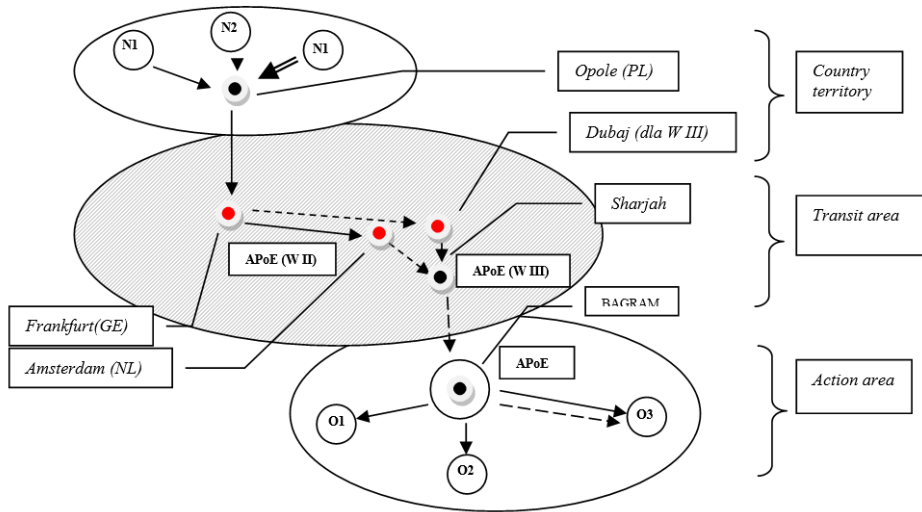 N1
N2
N1
Opole (PL)
Country
territory
Dubaj (dla W III)
Sharjah
Transit area
APoE (W II)
APoE (W III)
BAGRAM
Frankfurt(GE)
Amsterdam (NL)
APoE
Action area
O1
O3
O2